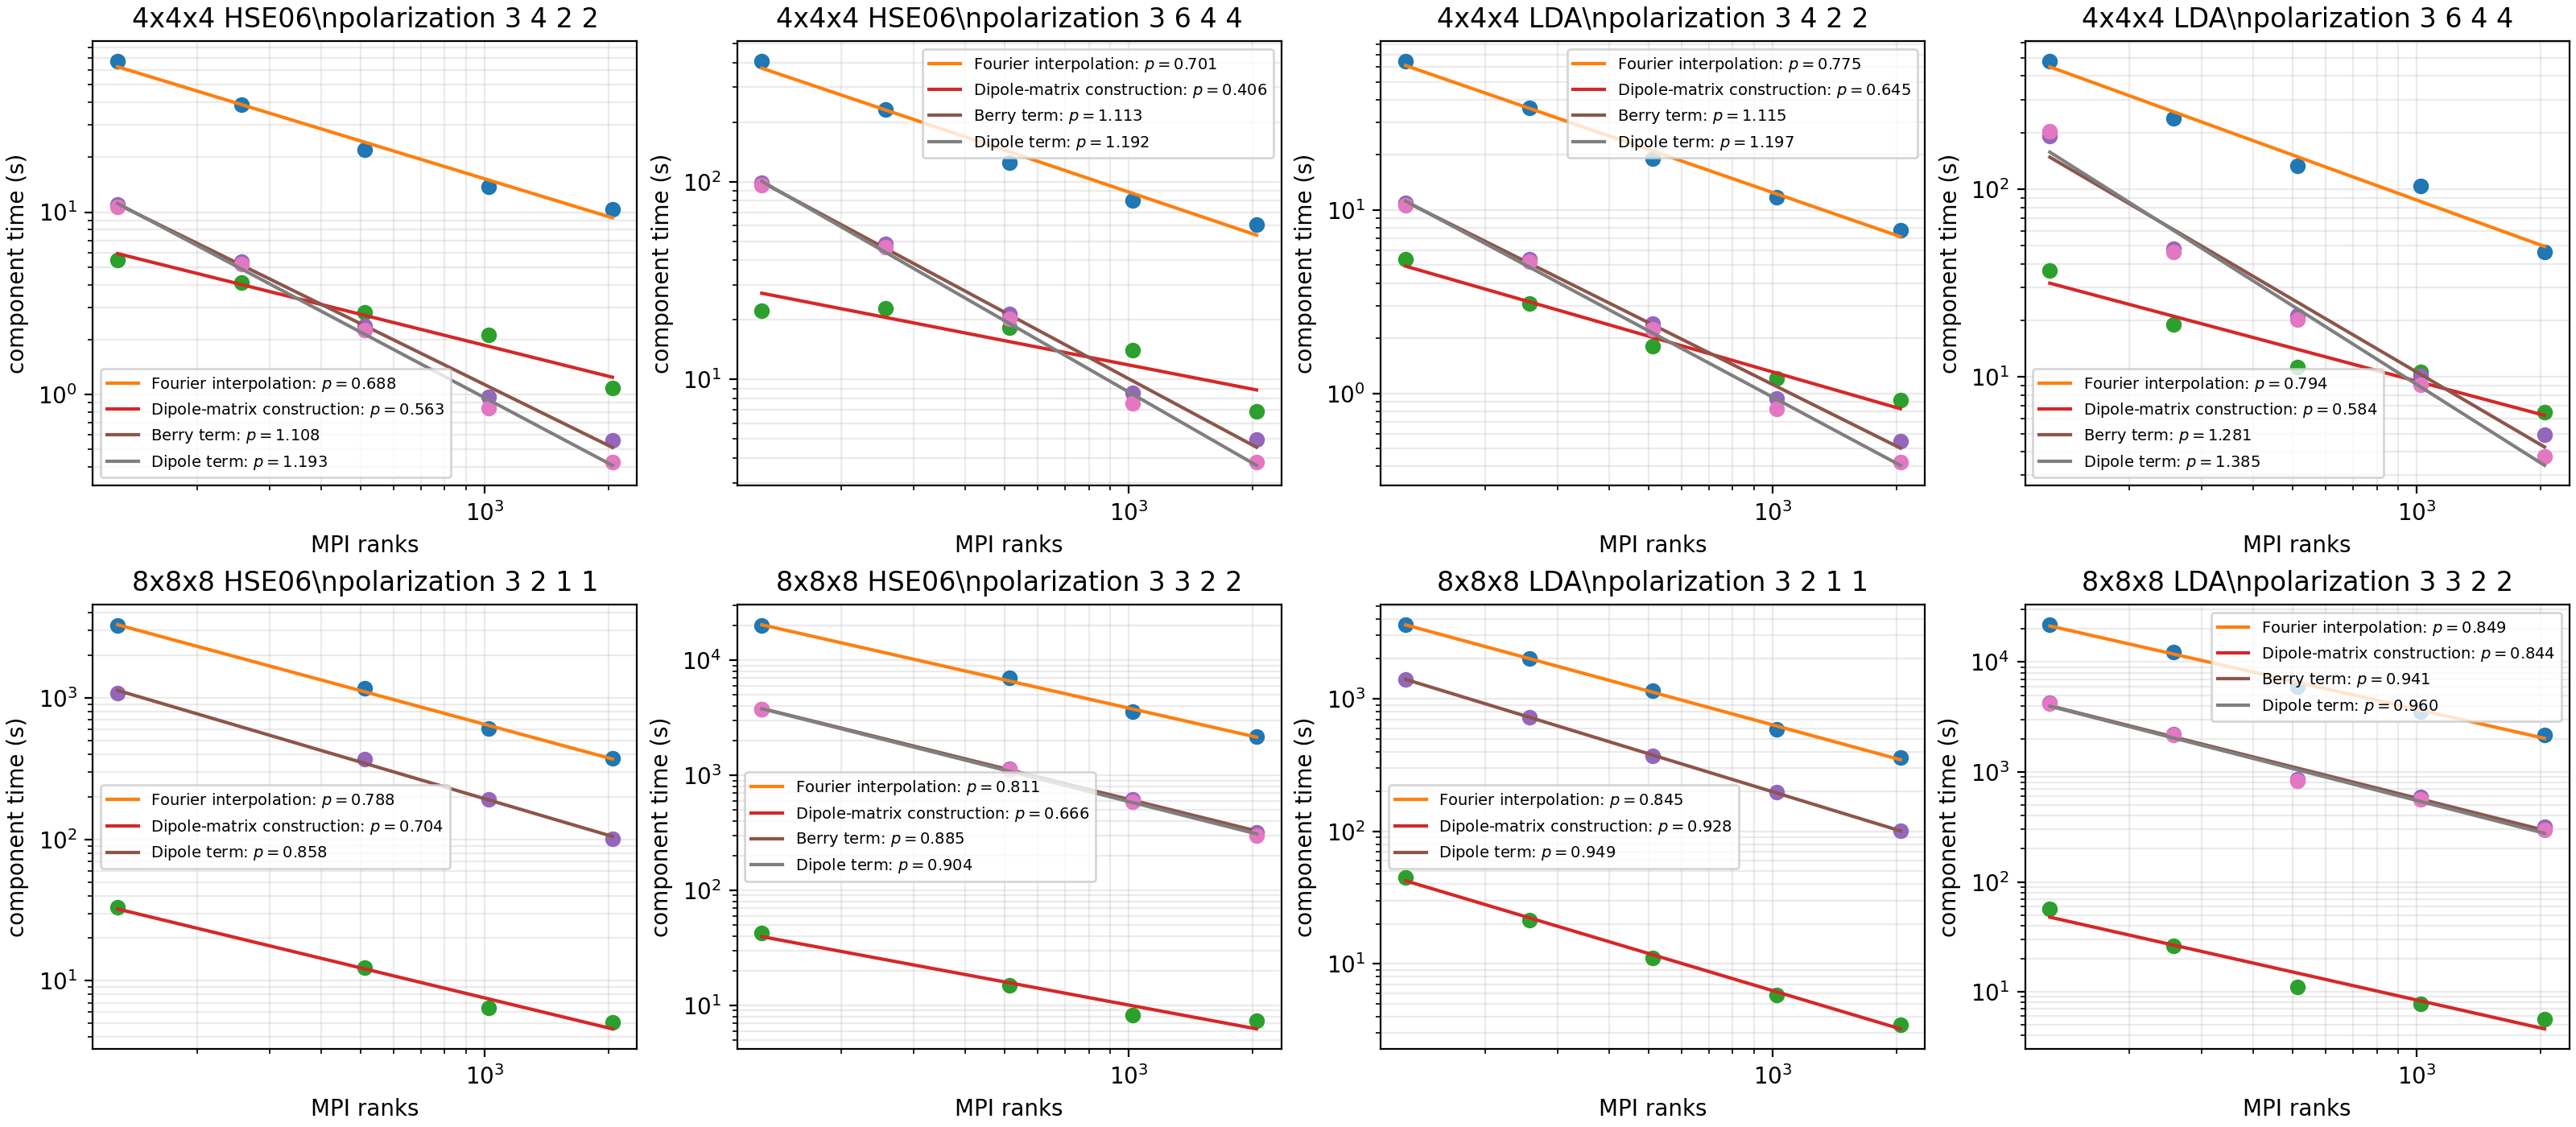 4x4x4 HSE06\npolarization 3 4 2 2
component time (s)
10^1
10^0
Fourier interpolation: p = 0.688
Dipole-matrix construction: p = 0.563
Berry term: p = 1.108
Dipole term: p = 1.193
10^3
MPI ranks
4x4x4 HSE06\npolarization 3 6 4 4
component time (s)
10^2
10^1
Fourier interpolation: p = 0.701
Dipole-matrix construction: p = 0.406
Berry term: p = 1.113
Dipole term: p = 1.192
10^3
MPI ranks
4x4x4 LDA\npolarization 3 4 2 2
component time (s)
10^1
10^0
Fourier interpolation: p = 0.775
Dipole-matrix construction: p = 0.645
Berry term: p = 1.115
Dipole term: p = 1.197
10^3
MPI ranks
4x4x4 LDA\npolarization 3 6 4 4
component time (s)
10^2
10^1
Fourier interpolation: p = 0.794
Dipole-matrix construction: p = 0.584
Berry term: p = 1.281
Dipole term: p = 1.385
10^3
MPI ranks
8x8x8 HSE06\npolarization 3 2 1 1
component time (s)
10^3
10^2
10^1
Fourier interpolation: p = 0.788
Dipole-matrix construction: p = 0.704
Dipole term: p = 0.858
10^3
MPI ranks
8x8x8 HSE06\npolarization 3 3 2 2
component time (s)
10^4
10^3
10^2
10^1
Fourier interpolation: p = 0.811
Dipole-matrix construction: p = 0.666
Berry term: p = 0.885
Dipole term: p = 0.904
10^3
MPI ranks
8x8x8 LDA\npolarization 3 2 1 1
component time (s)
10^3
10^2
10^1
Fourier interpolation: p = 0.845
Dipole-matrix construction: p = 0.928
Dipole term: p = 0.949
10^3
MPI ranks
8x8x8 LDA\npolarization 3 3 2 2
component time (s)
10^4
10^3
10^2
10^1
Fourier interpolation: p = 0.849
Dipole-matrix construction: p = 0.844
Berry term: p = 0.941
Dipole term: p = 0.960
10^3
MPI ranks